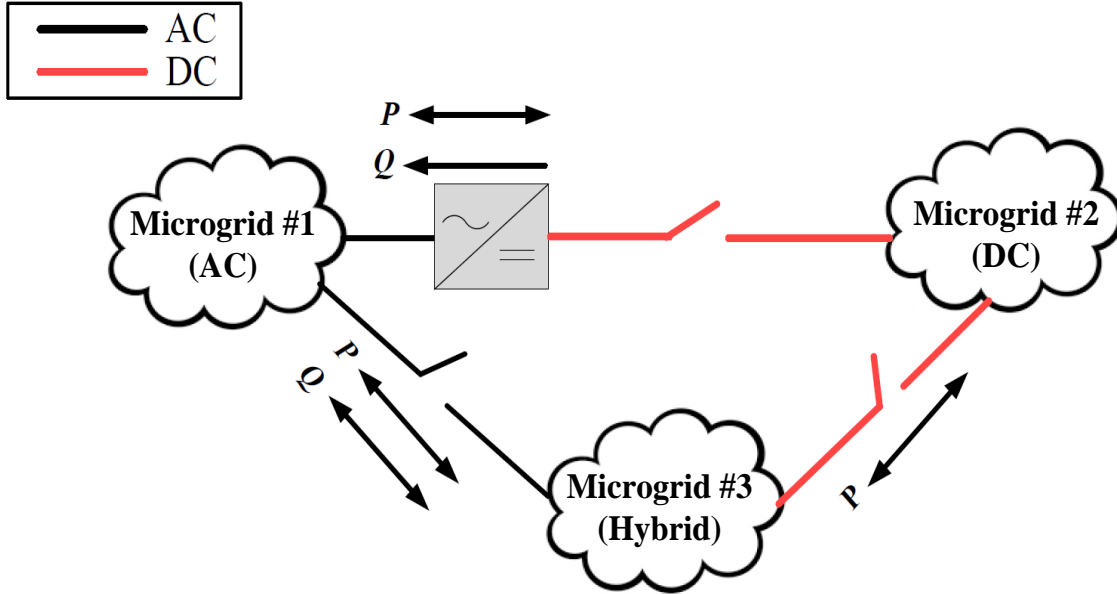 AC
DC
P
Q
Microgrid #1
(AC)
Microgrid #2
(DC)
P
Q
P
Microgrid #3
(Hybrid)